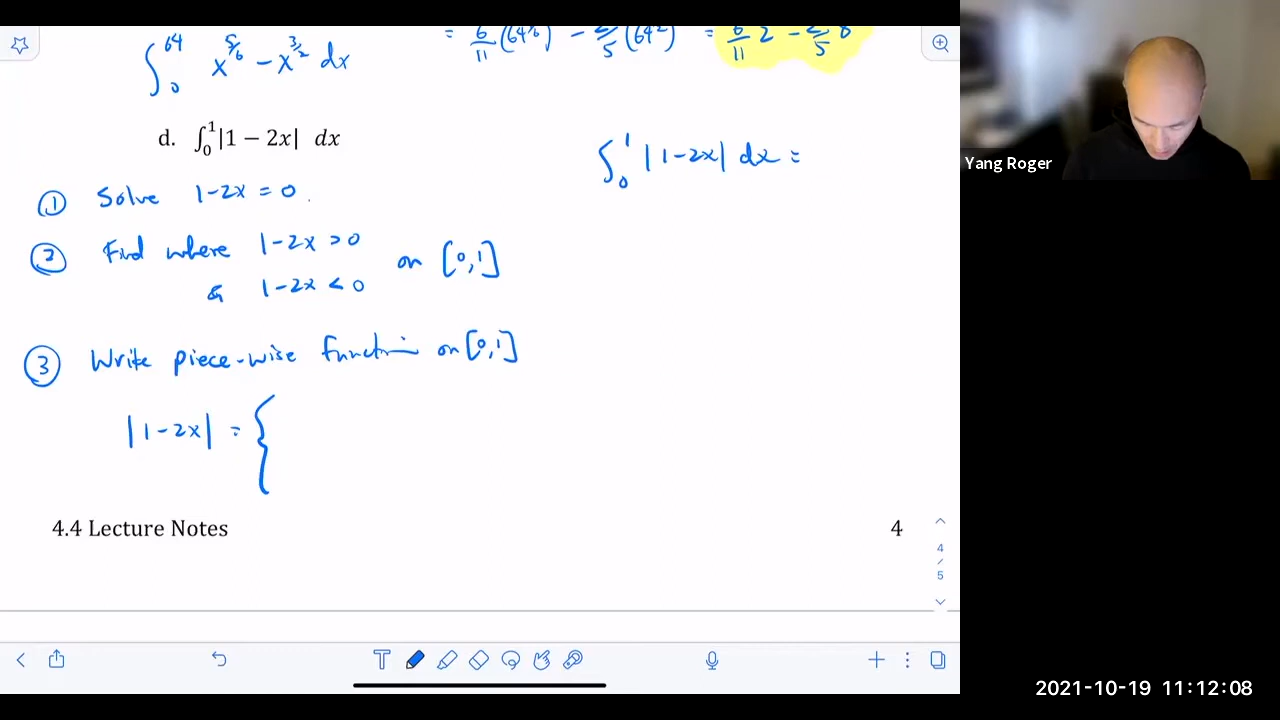 ∫₀⁶⁴ x^(5/6) − x^(3/2) dx
d. ∫₀¹|1 − 2x| dx
∫₀¹ |1-2x| dx =
① Solve 1-2x = 0.
② Find where 1-2x > 0
& 1-2x < 0
on [0,1]
③ Write piece-wise function on [0,1]
|1-2x| = {
4.4 Lecture Notes
4
4
/
5
T
Yang Roger
2021-10-19 11:12:08